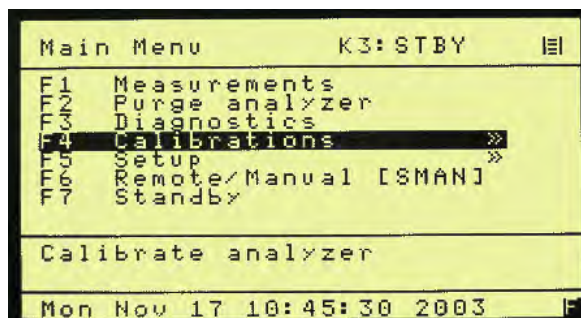 Main Menu K3:STBY
F1 Measurements
F2 Purge analyzer
F3 Diagnostics
F4 Calibrations »
F5 Setup »
F6 Remote/Manual [SMAN]
F7 Standby
Calibrate analyzer
Mon Nov 17 10:45:30 2003